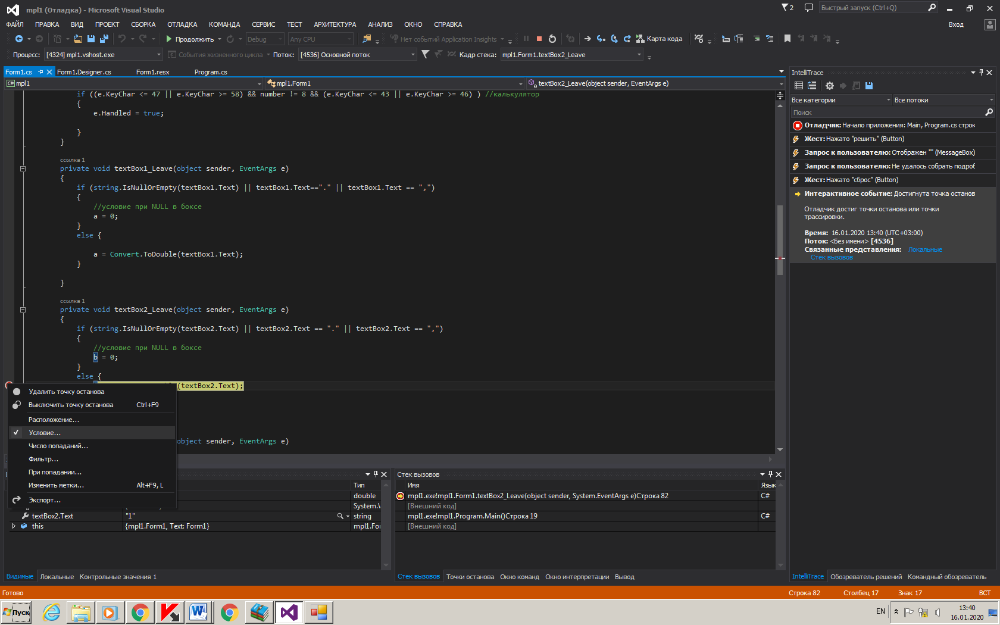 mpl1 (Отладка) - Microsoft Visual Studio
2
Быстрый запуск (Ctrl+Q)
ФАЙЛ ПРАВКА ВИД ПРОЕКТ СБОРКА ОТЛАДКА КОМАНДА СЕРВИС ТЕСТ АРХИТЕКТУРА АНАЛИЗ ОКНО СПРАВКА
Вход
Продолжить Debug Any CPU Нет событий Application Insights Карта кода
Процесс: [4324] mpl1.vshost.exe События жизненного цикла Поток: [4536] Основной поток Кадр стека: mpl1.Form1.textBox2_Leave
Form1.cs Form1.Designer.cs Form1.resx Program.cs
C# mpl1 mpl1.Form1 textBox2_Leave(object sender, EventArgs e)
if ((e.KeyChar <= 47 || e.KeyChar >= 58) && number != 8 && (e.KeyChar <= 43 || e.KeyChar >= 46) ) //калькулятор
{
e.Handled = true;
}
}
ссылка 1
private void textBox1_Leave(object sender, EventArgs e)
{
if (string.IsNullOrEmpty(textBox1.Text) || textBox1.Text=="." || textBox1.Text == ",")
{
//условие при NULL в боксе
a = 0;
}
else {
a = Convert.ToDouble(textBox1.Text);
}
}
ссылка 1
private void textBox2_Leave(object sender, EventArgs e)
{
if (string.IsNullOrEmpty(textBox2.Text) || textBox2.Text == "." || textBox2.Text == ",")
{
//условие при NULL в боксе
b = 0;
}
else {
(textBox2.Text);
object sender, EventArgs e)
Удалить точку останова
Выключить точку останова Ctrl+F9
Расположение...
Условие...
Число попаданий...
Фильтр...
При попадании...
Изменить метки... Alt+F9, L
Экспорт...
Тип
double
System.W
textBox2.Text "1" string
this {mpl1.Form1, Text: Form1} mpl1.Fo
Видимые Локальные Контрольные значения 1
Стек вызовов
Имя Язык
mpl1.exe!mpl1.Form1.textBox2_Leave(object sender, System.EventArgs e)Строка 82 C#
[Внешний код]
mpl1.exe!mpl1.Program.Main()Строка 19 C#
[Внешний код]
Стек вызовов Точки останова Окно команд Окно интерпретации Вывод
IntelliTrace
Все категории Все потоки
Поиск
Отладчик: Начало приложения: Main, Program.cs строк
Жест: Нажато "решить" (Button)
Запрос к пользователю: Отображен "" (MessageBox)
Запрос к пользователю: Не удалось собрать подроб
Жест: Нажато "сброс" (Button)
Интерактивное событие: Достигнута точка останов
Отладчик достиг точки останова или точки
трассировки.
Время: 16.01.2020 13:40 (UTC+03:00)
Поток: <Без имени> [4536]
Связанные представления: Локальные
Стек вызовов
IntelliTrace Обозреватель решений Командный обозреватель
Готово Строка 82 Столбец 17 Знак 17 ВСТ
Пуск
EN
13:40
16.01.2020